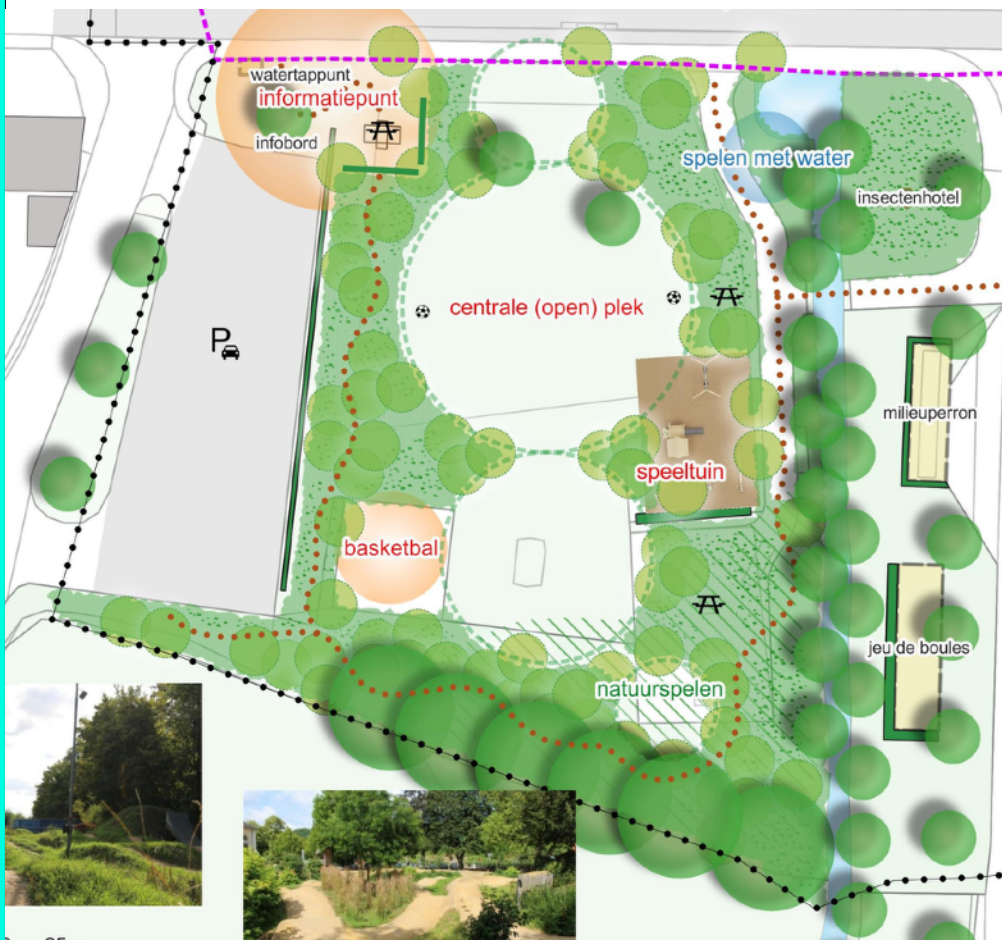 watertappunt
informatiepunt
infobord
spelen met water
insectenhotel
centrale (open) plek
P
milieuperron
speeltuin
basketbal
jeu de boules
natuurspelen